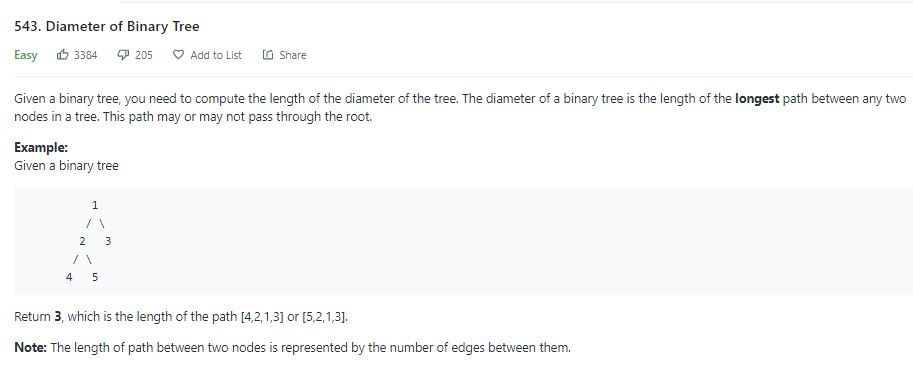 543. Diameter of Binary Tree
Easy 3384 205 Add to List Share
Given a binary tree, you need to compute the length of the diameter of the tree. The diameter of a binary tree is the length of the longest path between any two
nodes in a tree. This path may or may not pass through the root.
Example:
Given a binary tree
1
/ \
2 3
/ \
4 5
Return 3, which is the length of the path [4,2,1,3] or [5,2,1,3].
Note: The length of path between two nodes is represented by the number of edges between them.